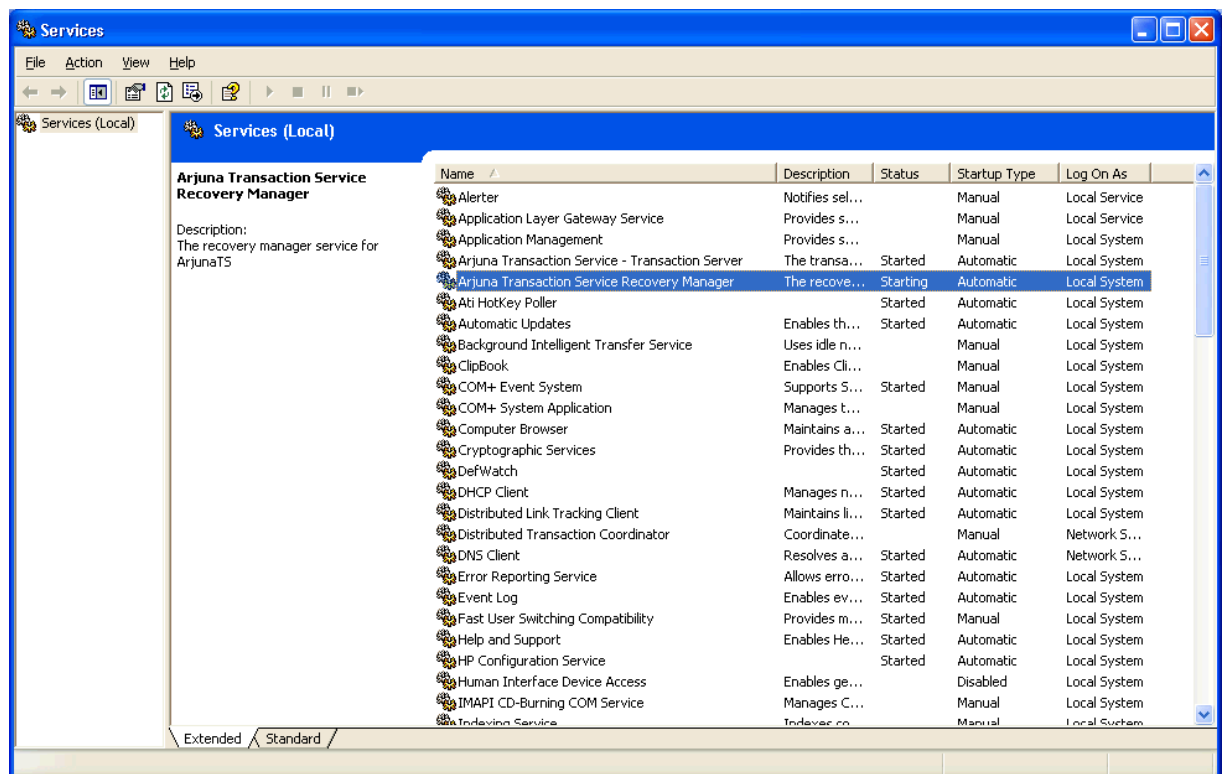 Services
File Action View Help
Services (Local)
Services (Local)
Arjuna Transaction Service
Recovery Manager
Description:
The recovery manager service for
ArjunaTS
Name Description Status Startup Type Log On As
Alerter Notifies sel... Manual Local Service
Application Layer Gateway Service Provides s... Manual Local Service
Application Management Provides s... Manual Local System
Arjuna Transaction Service - Transaction Server The transa... Started Automatic Local System
Arjuna Transaction Service Recovery Manager The recove... Starting Automatic Local System
Ati HotKey Poller Started Automatic Local System
Automatic Updates Enables th... Started Automatic Local System
Background Intelligent Transfer Service Uses idle n... Manual Local System
ClipBook Enables Cli... Manual Local System
COM+ Event System Supports S... Started Manual Local System
COM+ System Application Manages t... Manual Local System
Computer Browser Maintains a... Started Automatic Local System
Cryptographic Services Provides th... Started Automatic Local System
DefWatch Started Automatic Local System
DHCP Client Manages n... Started Automatic Local System
Distributed Link Tracking Client Maintains li... Started Automatic Local System
Distributed Transaction Coordinator Coordinate... Manual Network S...
DNS Client Resolves a... Started Automatic Network S...
Error Reporting Service Allows erro... Started Automatic Local System
Event Log Enables ev... Started Automatic Local System
Fast User Switching Compatibility Provides m... Started Manual Local System
Help and Support Enables He... Started Automatic Local System
HP Configuration Service Started Automatic Local System
Human Interface Device Access Enables ge... Disabled Local System
IMAPI CD-Burning COM Service Manages C... Manual Local System
Indexing Service Indexes co... Manual Local System
Extended Standard